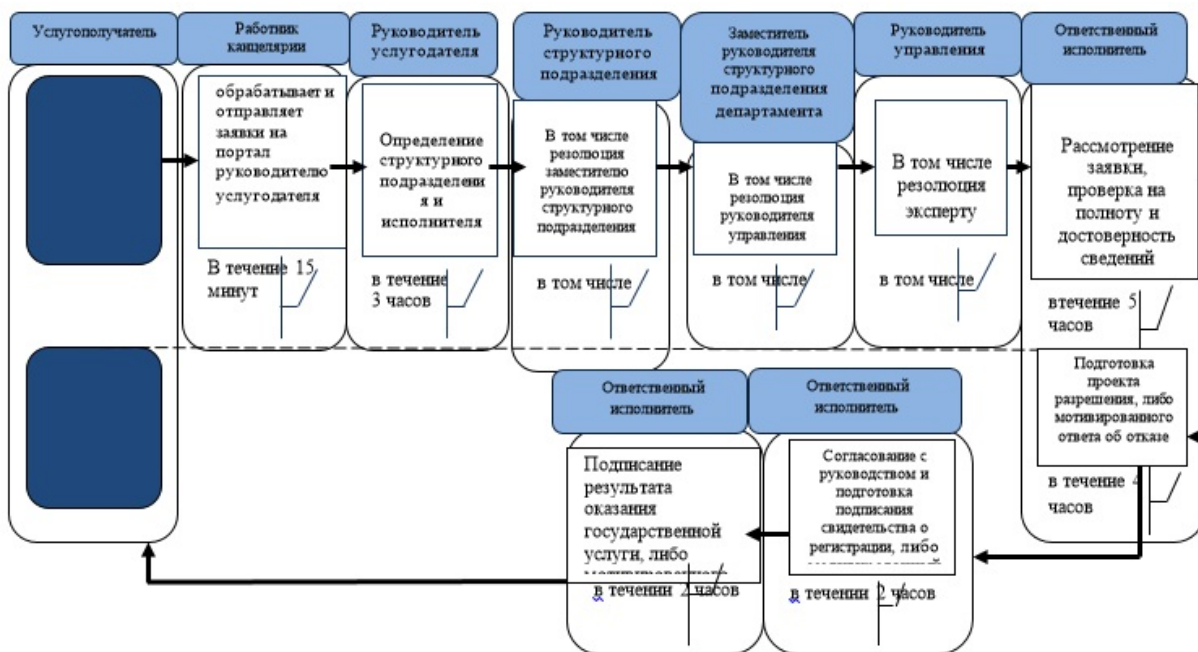 Услугополучатель
Работник
канцелярии
Руководитель
услугодателя
Руководитель
структурного
подразделения
Заместитель
руководителя
структурного
подразделения
департамента
Руководитель
управления
Ответственный
исполнитель
обрабатывает и
отправляет
заявки на
портал
руководителю
услугодателя
В течение 15
минут
Определение
структурного
подразделени
я и
исполнителя
в течение
3 часов
В том числе
резолюция
заместителю
руководителя
структурного
подразделения
в том числе
В том числе
резолюция
руководителя
управления
в том числе
В том числе
резолюция
эксперту
в том числе
Рассмотрение
заявки,
проверка на
полноту и
достоверность
сведений
втечение 5
часов
Подготовка
проекта
разрешения, либо
мотивированного
ответа об отказе
в течение 4
часов
Ответственный
исполнитель
Подписание
результата
оказания
государственной
услуги, либо
в течении 2 часов
Ответственный
исполнитель
Согласование с
руководством и
подготовка
подписания
свидетельства о
регистрации, либо
в течении 2 часов